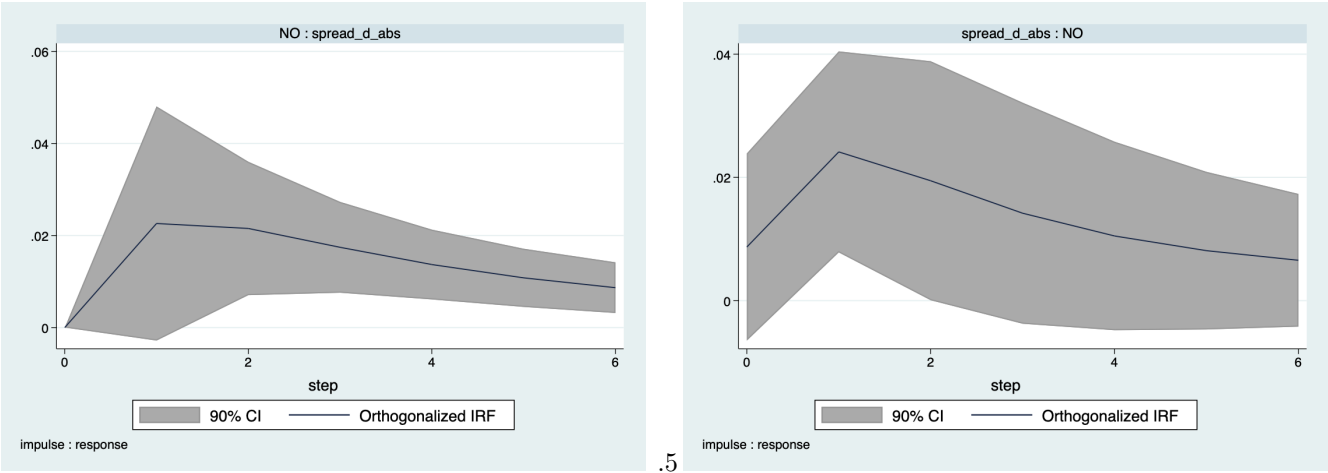 NO : spread_d_abs
.06
.04
.02
0
0 2 4 6
step
90% CI Orthogonalized IRF
impulse : response
.5
spread_d_abs : NO
.04
.02
0
0 2 4 6
step
90% CI Orthogonalized IRF
impulse : response